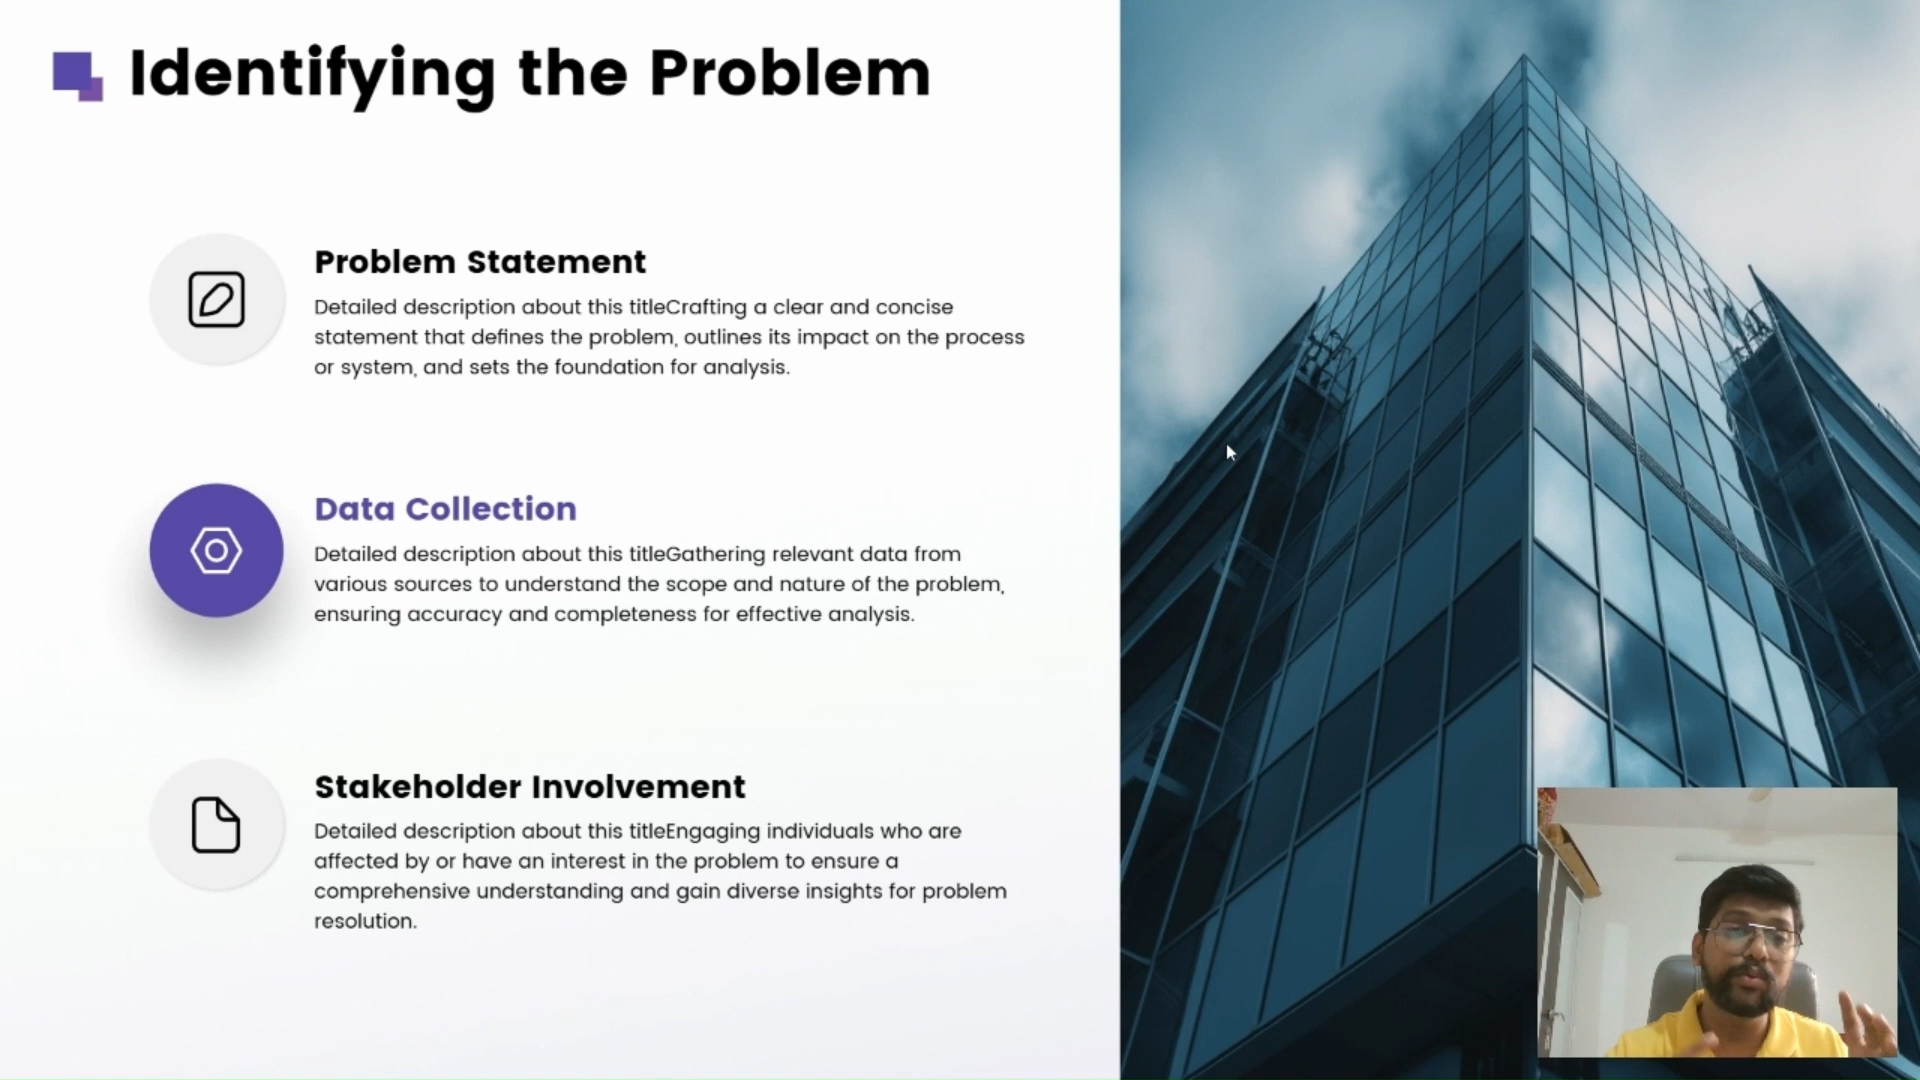 Identifying the Problem
Problem Statement
Detailed description about this titleCrafting a clear and concise
statement that defines the problem, outlines its impact on the process
or system, and sets the foundation for analysis.
Data Collection
Detailed description about this titleGathering relevant data from
various sources to understand the scope and nature of the problem,
ensuring accuracy and completeness for effective analysis.
Stakeholder Involvement
Detailed description about this titleEngaging individuals who are
affected by or have an interest in the problem to ensure a
comprehensive understanding and gain diverse insights for problem
resolution.